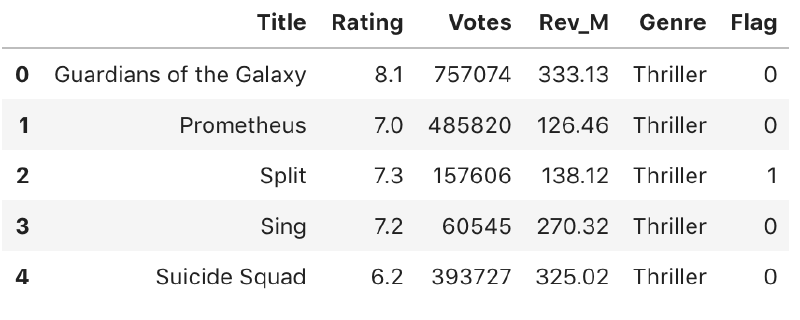 Title Rating Votes Rev_M Genre Flag
0 Guardians of the Galaxy 8.1 757074 333.13 Thriller 0
1 Prometheus 7.0 485820 126.46 Thriller 0
2 Split 7.3 157606 138.12 Thriller 1
3 Sing 7.2 60545 270.32 Thriller 0
4 Suicide Squad 6.2 393727 325.02 Thriller 0